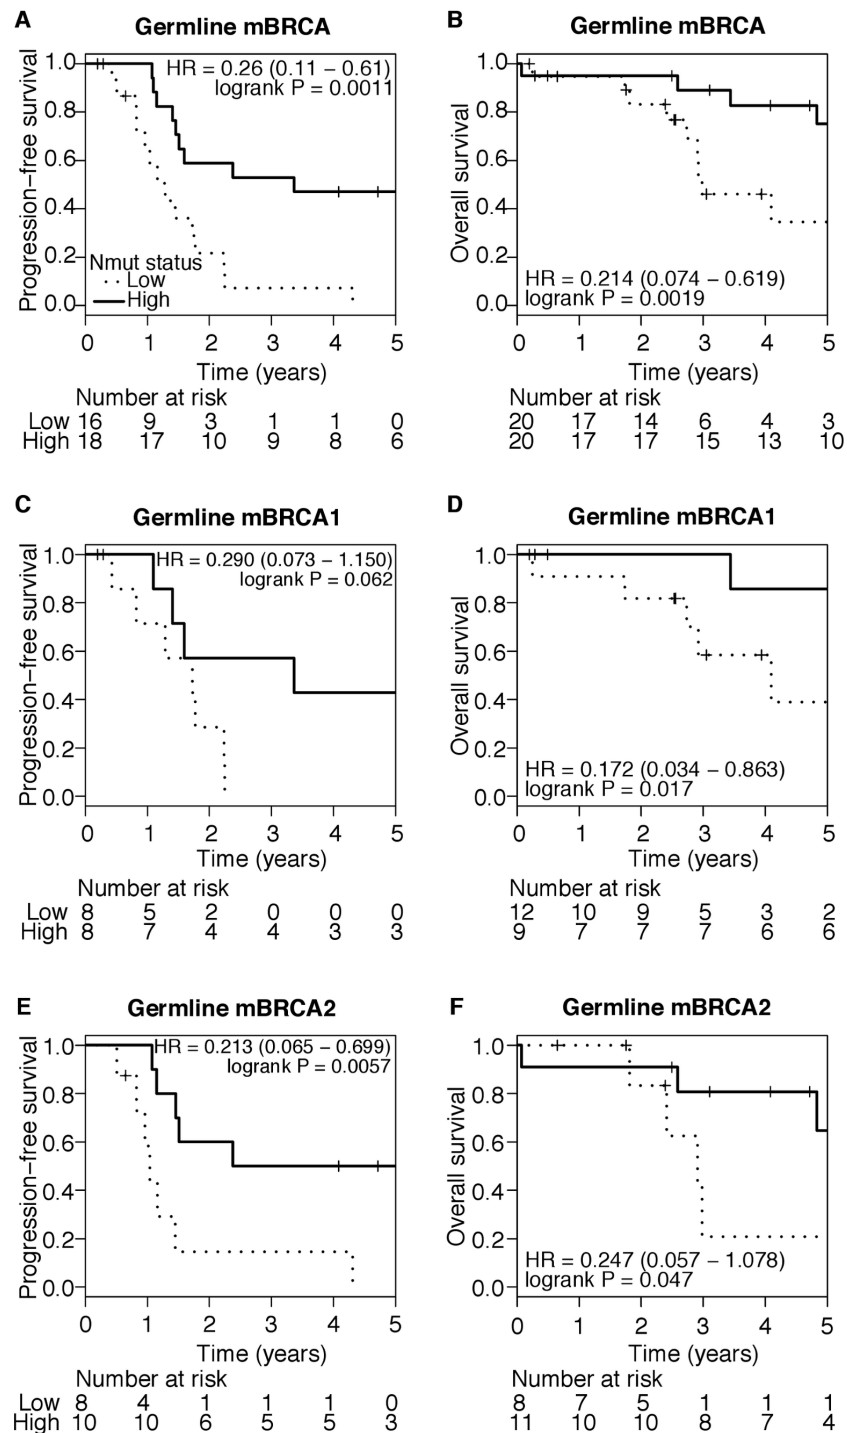 A
Germline mBRCA
Progression−free survival
1.0
0.8
0.6
0.4
0.2
0.0
HR = 0.26 (0.11 − 0.61)
logrank P = 0.0011
Nmut status
Low
High
0 1 2 3 4 5
Time (years)
Number at risk
Low 16 9 3 1 1 0
High 18 17 10 9 8 6
B
Germline mBRCA
Overall survival
1.0
0.8
0.6
0.4
0.2
0.0
HR = 0.214 (0.074 − 0.619)
logrank P = 0.0019
0 1 2 3 4 5
Time (years)
Number at risk
20 17 14 6 4 3
20 17 17 15 13 10
C
Germline mBRCA1
Progression−free survival
1.0
0.8
0.6
0.4
0.2
0.0
HR = 0.290 (0.073 − 1.150)
logrank P = 0.062
0 1 2 3 4 5
Time (years)
Number at risk
Low 8 5 2 0 0 0
High 8 7 4 4 3 3
D
Germline mBRCA1
Overall survival
1.0
0.8
0.6
0.4
0.2
0.0
HR = 0.172 (0.034 − 0.863)
logrank P = 0.017
0 1 2 3 4 5
Time (years)
Number at risk
12 10 9 5 3 2
9 7 7 7 6 6
E
Germline mBRCA2
Progression−free survival
1.0
0.8
0.6
0.4
0.2
0.0
HR = 0.213 (0.065 − 0.699)
logrank P = 0.0057
0 1 2 3 4 5
Time (years)
Number at risk
Low 8 4 1 1 1 0
High 10 10 6 5 5 3
F
Germline mBRCA2
Overall survival
1.0
0.8
0.6
0.4
0.2
0.0
HR = 0.247 (0.057 − 1.078)
logrank P = 0.047
0 1 2 3 4 5
Time (years)
Number at risk
8 7 5 1 1 1
11 10 10 8 7 4